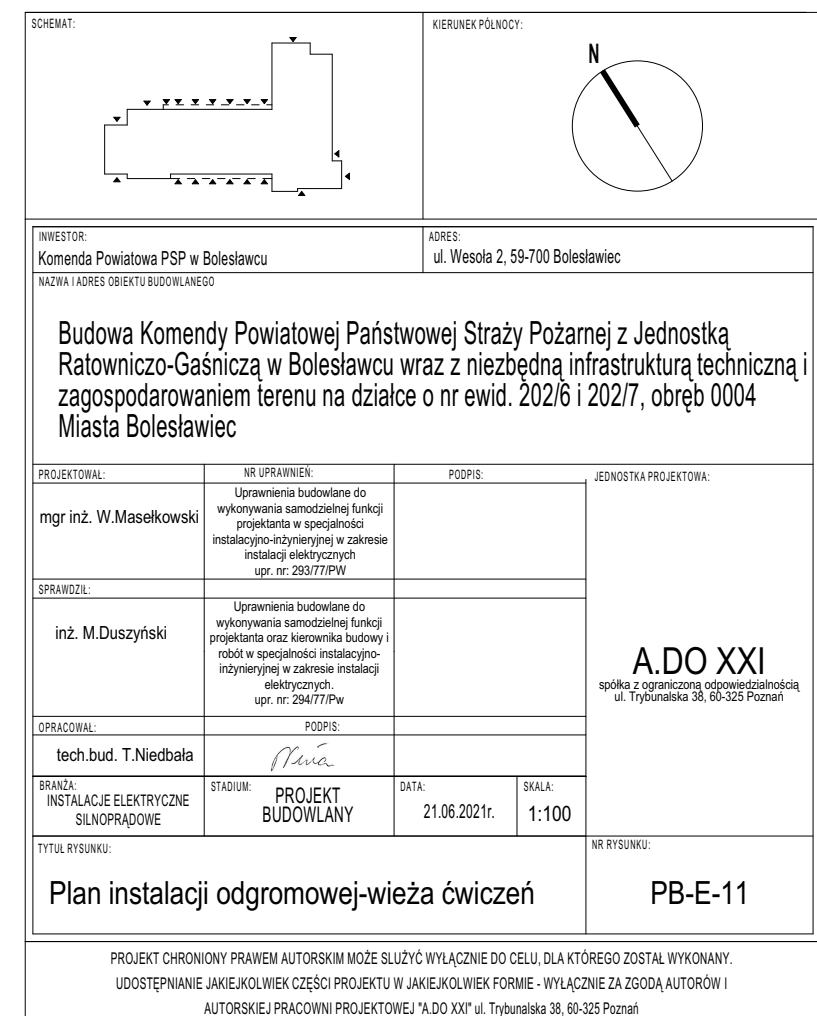 SCHEMAT:
KIERUNEK PÓŁNOCY:
N
INWESTOR:
Komenda Powiatowa PSP w Bolesławcu
ADRES:
ul. Wesoła 2, 59-700 Bolesławiec
NAZWA I ADRES OBIEKTU BUDOWLANEGO
Budowa Komendy Powiatowej Państwowej Straży Pożarnej z Jednostką
Ratowniczo-Gaśniczą w Bolesławcu wraz z niezbędną infrastrukturą techniczną i
zagospodarowaniem terenu na działce o nr ewid. 202/6 i 202/7, obręb 0004
Miasta Bolesławiec
PROJEKTOWAŁ:
NR UPRAWNIEŃ:
PODPIS:
JEDNOSTKA PROJEKTOWA:
mgr inż. W.Masełkowski
Uprawnienia budowlane do
wykonywania samodzielnej funkcji
projektanta w specjalności
instalacyjno-inżynieryjnej w zakresie
instalacji elektrycznych
upr. nr: 293/77/PW
SPRAWDZIŁ:
inż. M.Duszyński
Uprawnienia budowlane do
wykonywania samodzielnej funkcji
projektanta oraz kierownika budowy i
robót w specjalności instalacyjno-
inżynieryjnej w zakresie instalacji
elektrycznych.
upr. nr: 294/77/Pw
A.DO XXI
spółka z ograniczoną odpowiedzialnością
ul. Trybunalska 38, 60-325 Poznań
OPRACOWAŁ:
PODPIS:
tech.bud. T.Niedbała
BRANŻA:
INSTALACJE ELEKTRYCZNE
SILNOPRĄDOWE
STADIUM:
PROJEKT
BUDOWLANY
DATA:
21.06.2021r.
SKALA:
1:100
TYTUŁ RYSUNKU:
Plan instalacji odgromowej-wieża ćwiczeń
NR RYSUNKU:
PB-E-11
PROJEKT CHRONIONY PRAWEM AUTORSKIM MOŻE SLUŻYĆ WYŁĄCZNIE DO CELU, DLA KTÓREGO ZOSTAŁ WYKONANY.
UDOSTĘPNIANIE JAKIEJKOLWIEK CZĘŚCI PROJEKTU W JAKIEJKOLWIEK FORMIE - WYŁĄCZNIE ZA ZGODĄ AUTORÓW I
AUTORSKIEJ PRACOWNI PROJEKTOWEJ "A.DO XXI" ul. Trybunalska 38, 60-325 Poznań